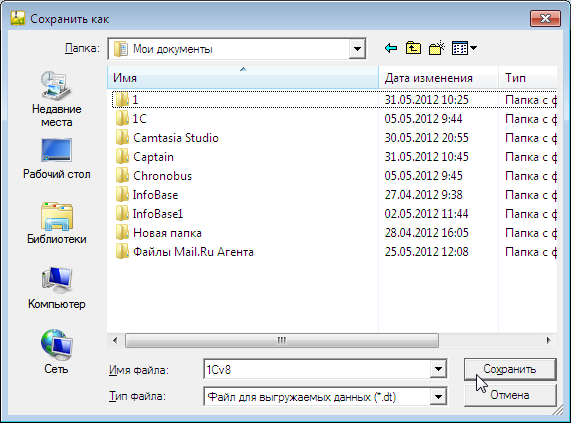 Сохранить как
Папка: Мои документы
Имя Дата изменения Тип
1 31.05.2012 10:25 Папка с ф
1C 05.05.2012 9:44 Папка с ф
Camtasia Studio 30.05.2012 20:55 Папка с ф
Captain 31.05.2012 10:45 Папка с ф
Chronobus 05.05.2012 9:45 Папка с ф
InfoBase 27.04.2012 9:38 Папка с ф
InfoBase1 02.05.2012 11:44 Папка с ф
Новая папка 28.04.2012 16:05 Папка с ф
Файлы Mail.Ru Агента 25.05.2012 12:08 Папка с ф
Недавние
места
Рабочий стол
Библиотеки
Компьютер
Сеть
Имя файла: 1Cv8 Сохранить
Тип файла: Файл для выгружаемых данных (*.dt) Отмена